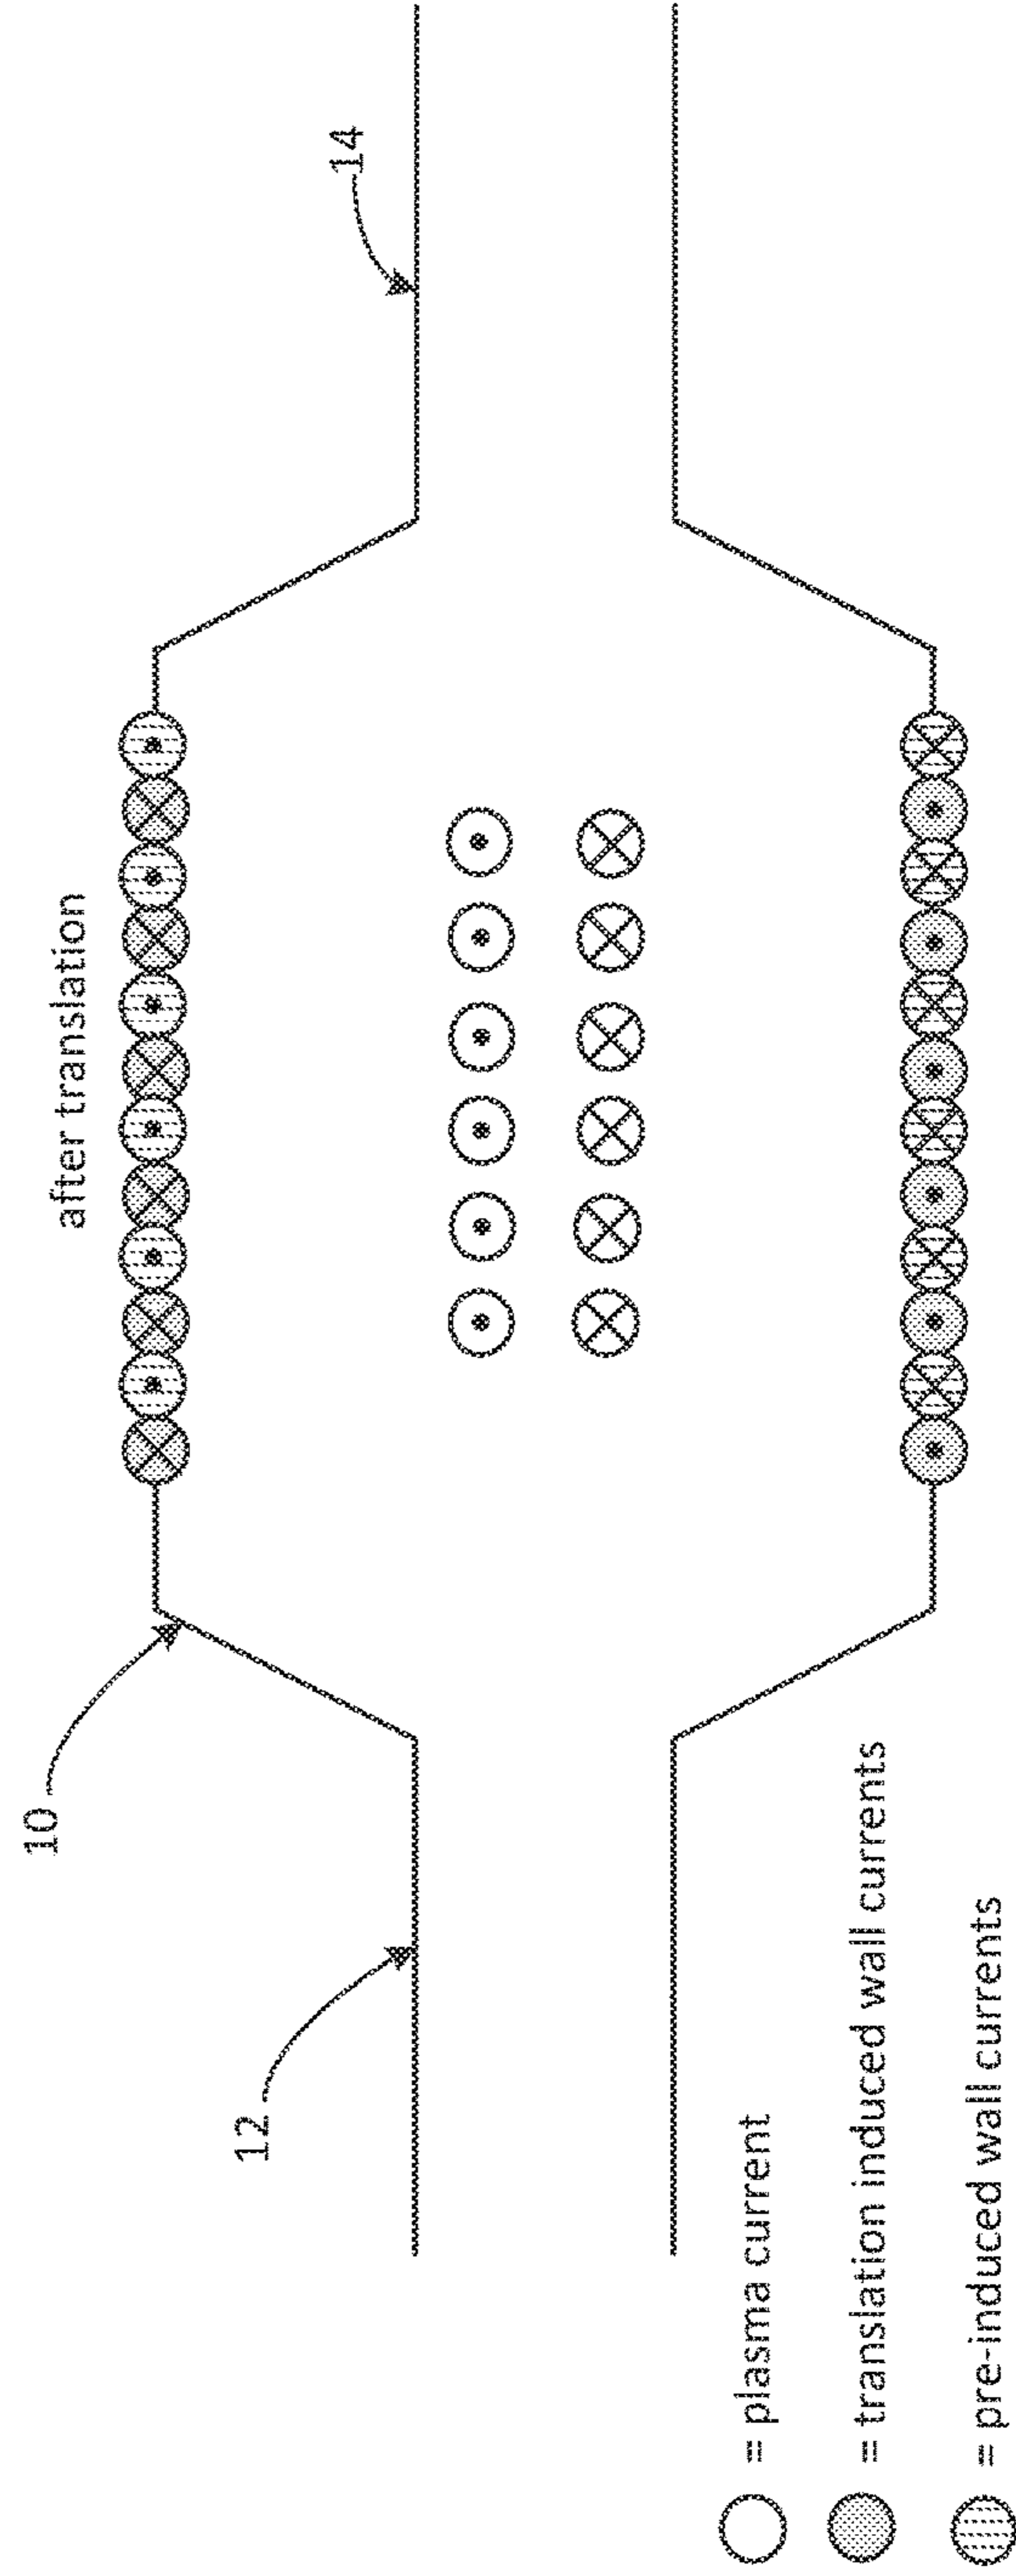 after translation
10
12
14
= plasma current
= translation induced wall currents
= pre-induced wall currents